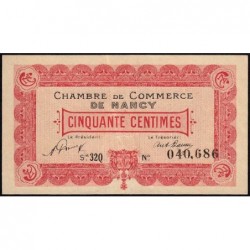 CHAMBRE DE COMMERCE
DE NANCY
CINQUANTE CENTIMES
Le Président, Le Trésorier,
Sie 320 No 040,686